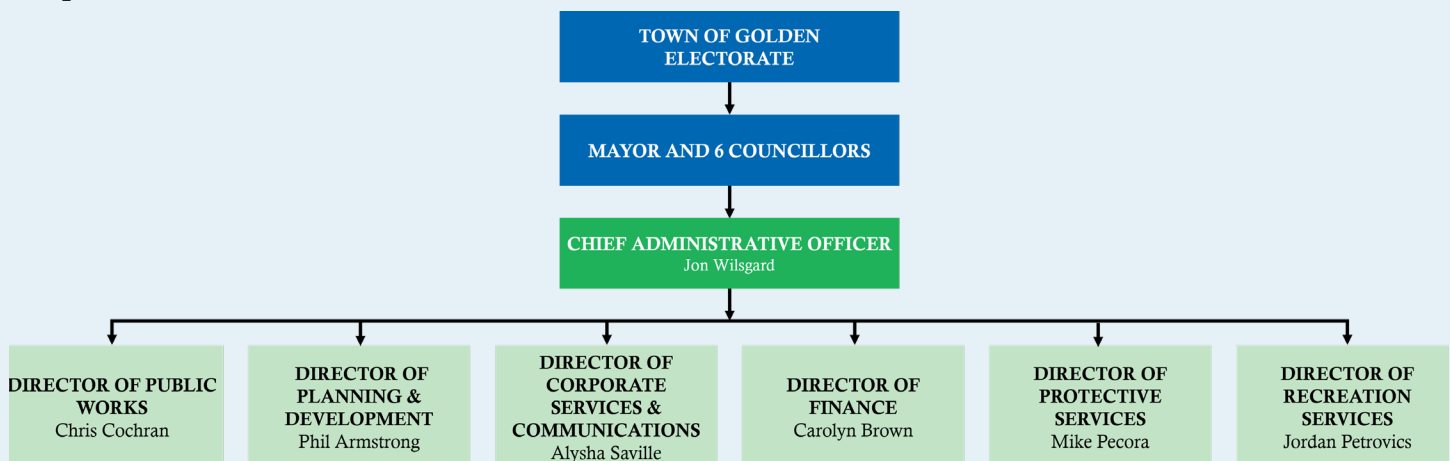 TOWN OF GOLDEN
ELECTORATE
MAYOR AND 6 COUNCILLORS
CHIEF ADMINISTRATIVE OFFICER
Jon Wilsgard
DIRECTOR OF PUBLIC
WORKS
Chris Cochran
DIRECTOR OF
PLANNING &
DEVELOPMENT
Phil Armstrong
DIRECTOR OF
CORPORATE
SERVICES &
COMMUNICATIONS
Alysha Saville
DIRECTOR OF
FINANCE
Carolyn Brown
DIRECTOR OF
PROTECTIVE
SERVICES
Mike Pecora
DIRECTOR OF
RECREATION
SERVICES
Jordan Petrovics